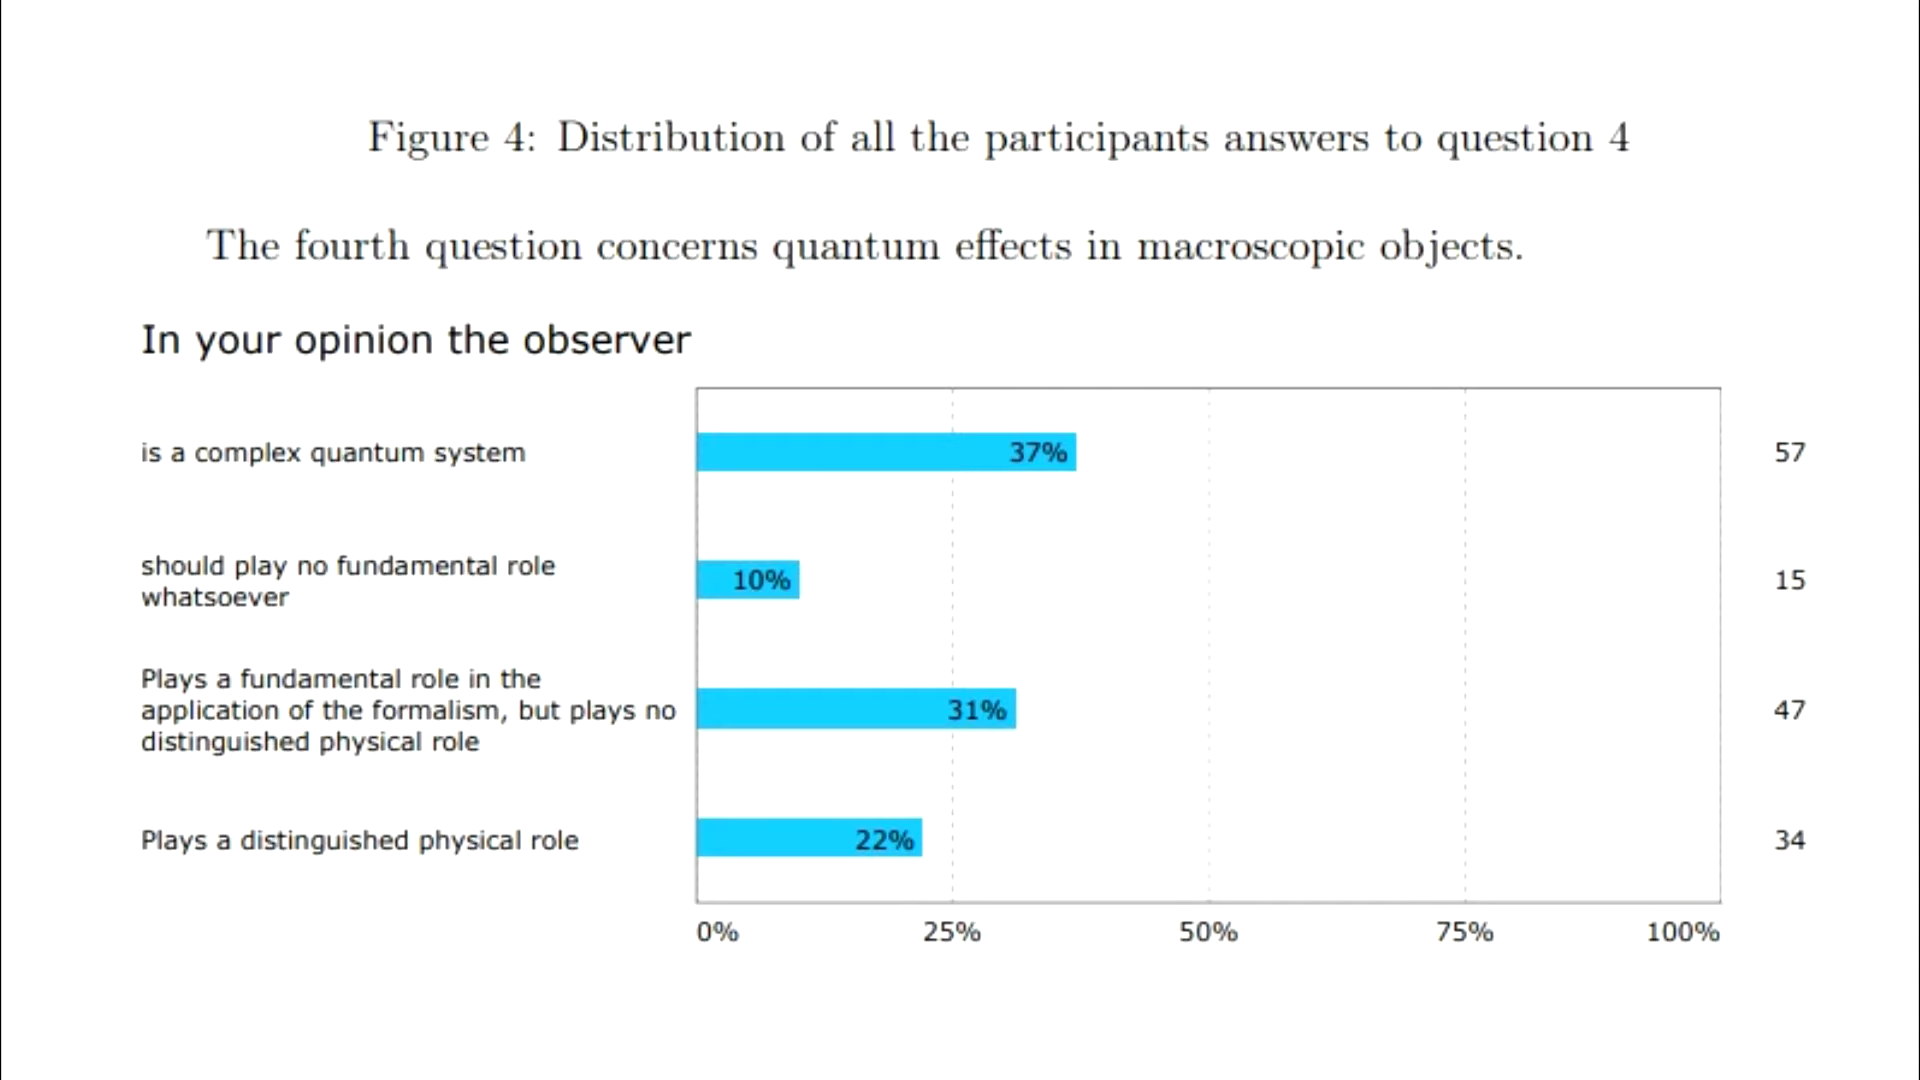 Figure 4: Distribution of all the participants answers to question 4
The fourth question concerns quantum effects in macroscopic objects.
In your opinion the observer
is a complex quantum system
37%
57
should play no fundamental role
whatsoever
10%
15
Plays a fundamental role in the
application of the formalism, but plays no
distinguished physical role
31%
47
Plays a distinguished physical role
22%
34
0% 25% 50% 75% 100%